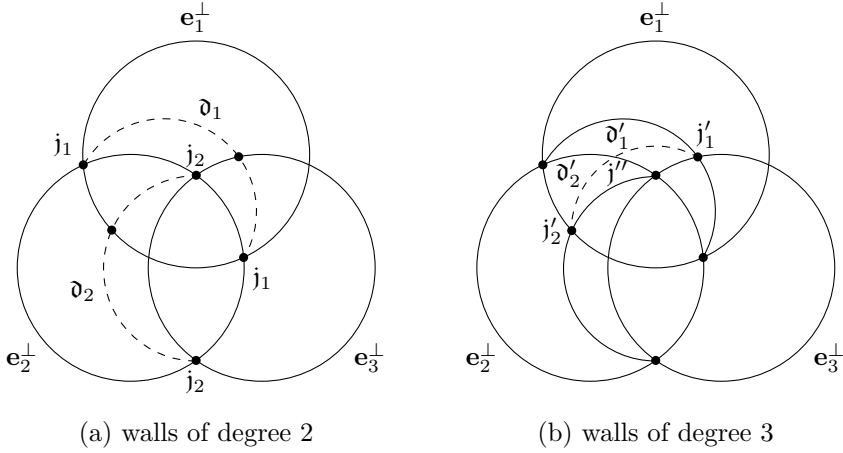 𝐞₁^⊥ 𝐞₁^⊥
𝔡₁ 𝔡′₁ 𝔧′₁
𝔧₁ 𝔧₂ 𝔡′₂ 𝔧″
𝔧′₂
𝔡₂ 𝔧₁
𝐞₂^⊥ 𝐞₃^⊥ 𝐞₂^⊥ 𝐞₃^⊥
𝔧₂
(a) walls of degree 2
(b) walls of degree 3